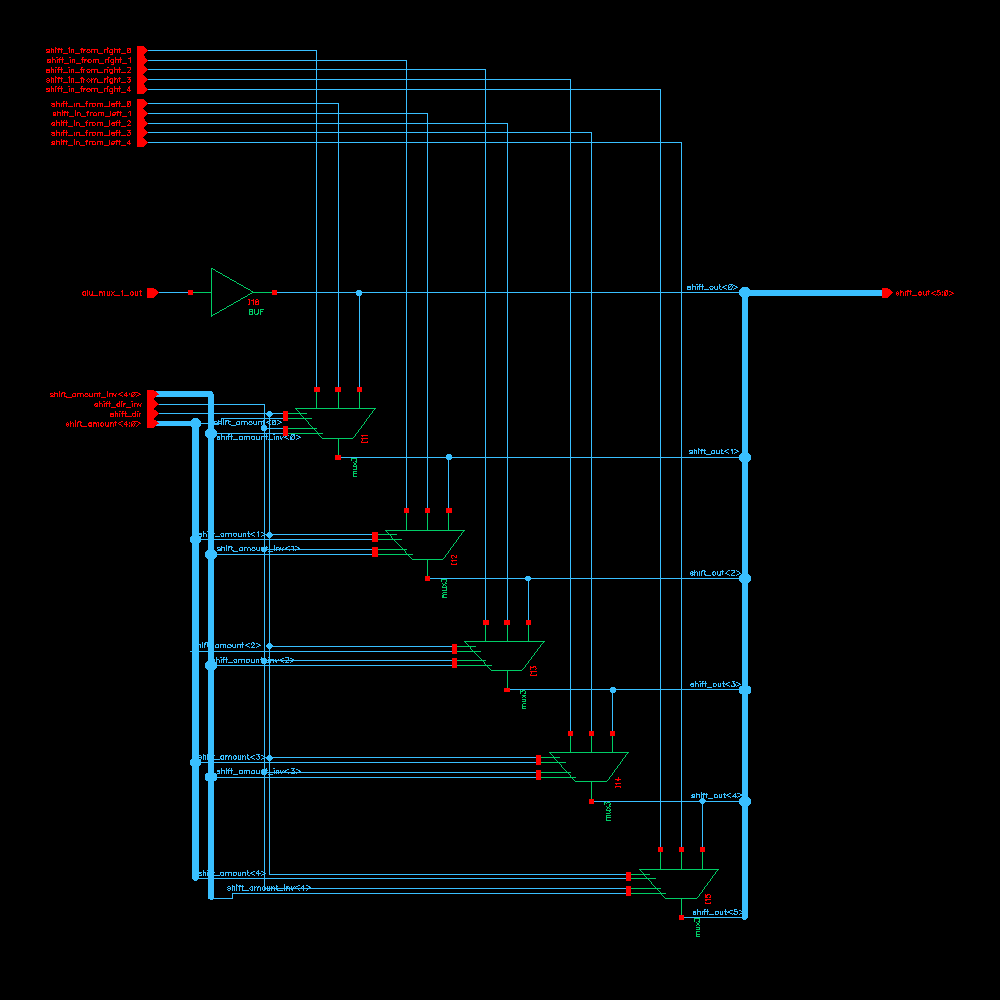 shift_in_from_right_0
shift_in_from_right_1
shift_in_from_right_2
shift_in_from_right_3
shift_in_from_right_4
shift_in_from_left_0
shift_in_from_left_1
shift_in_from_left_2
shift_in_from_left_3
shift_in_from_left_4
shift_out<0>
alu_mux_1_out
shift_out<5:0>
I10
BUF
shift_amount_inv<4:0>
shift_dir_inv
shift_dir
shift_amount<4:0>
shift_amount<0>
shift_amount_inv<0>
I11
mux3
shift_out<1>
shift_amount<1>
shift_amount_inv<1>
I12
mux3
shift_out<2>
shift_amount<2>
shift_amount_inv<2>
I13
mux3
shift_out<3>
shift_amount<3>
shift_amount_inv<3>
I14
mux3
shift_out<4>
shift_amount<4>
shift_amount_inv<4>
I15
mux3
shift_out<5>